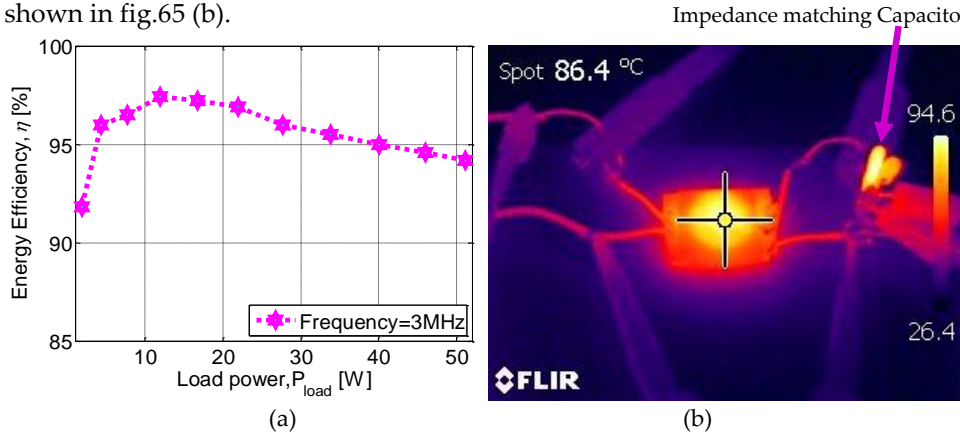 shown in fig.65 (b).
Impedance matching Capacito
Energy Efficiency, η [%]
100
95
90
85
10
20
30
40
50
Load power,P_load [W]
Frequency=3MHz
(a)
Spot 86.4 °C
94.6
26.4
FLIR
(b)